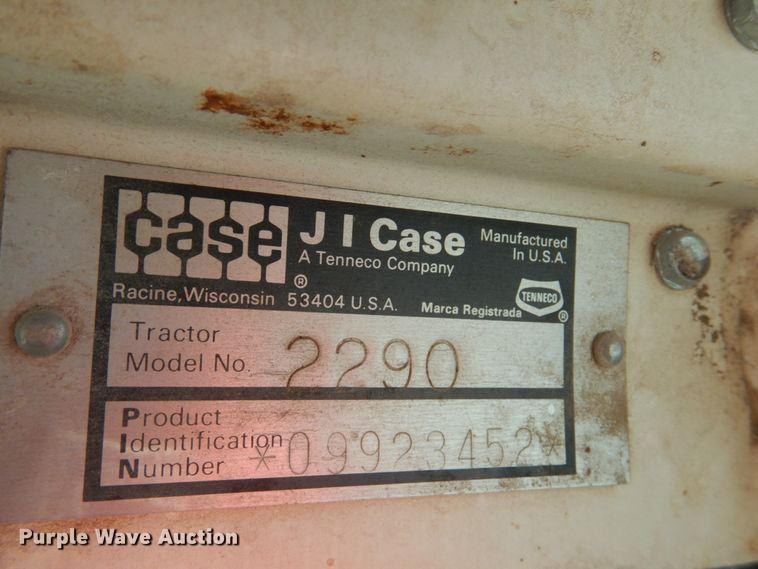 case
J I Case
A Tenneco Company
Manufactured
In U.S.A.
®
Racine, Wisconsin 53404 U.S.A.
Marca Registrada
TENNECO
®
Tractor
Model No. 2290
Product
Identification
Number *09923452*
Purple Wave Auction